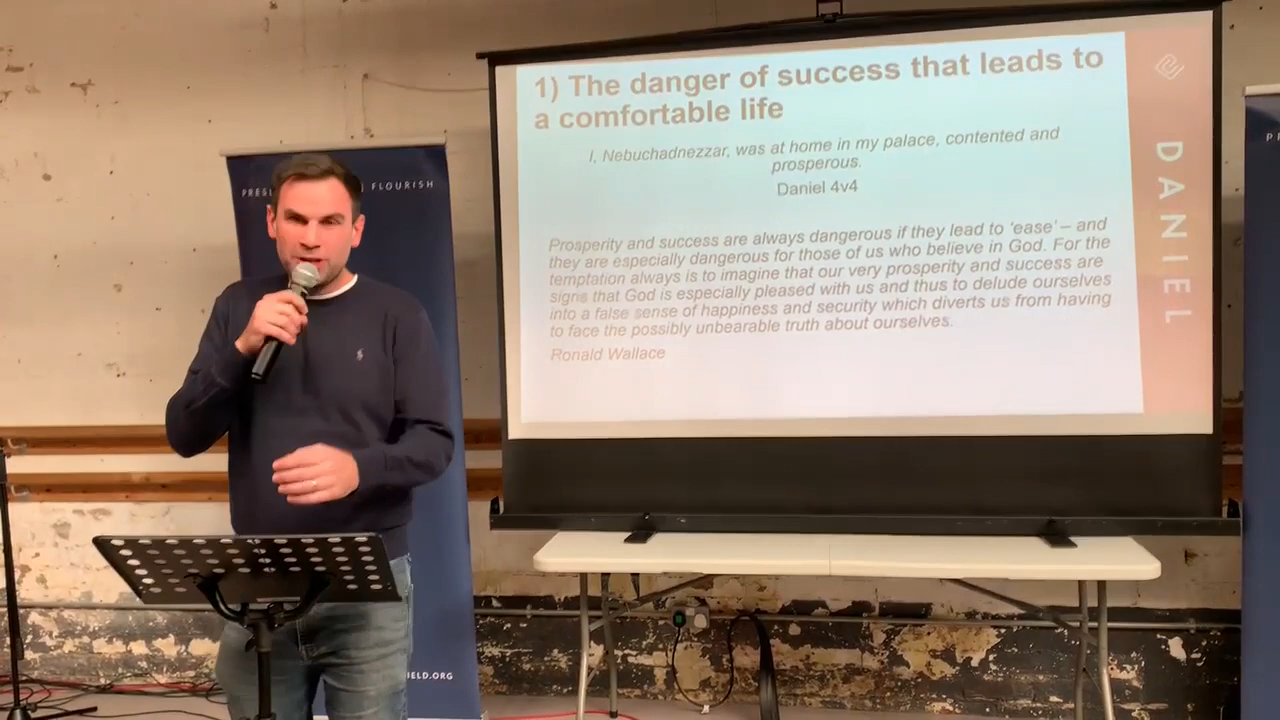 1) The danger of success that leads to
a comfortable life
I, Nebuchadnezzar, was at home in my palace, contented and
prosperous.
Daniel 4v4
Prosperity and success are always dangerous if they lead to ‘ease’ – and
they are especially dangerous for those of us who believe in God. For the
temptation always is to imagine that our very prosperity and success are
signs that God is especially pleased with us and thus to delude ourselves
into a false sense of happiness and security which diverts us from having
to face the possibly unbearable truth about ourselves.
Ronald Wallace
DANIEL
FLOURISH